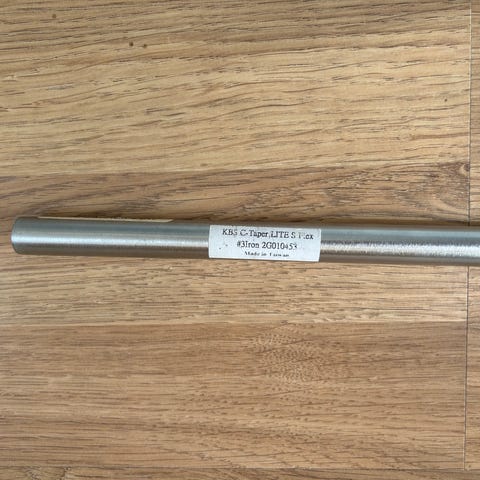 KBS C-Taper LITE S Flex
#3Iron 2G010453
Made in Taiwan